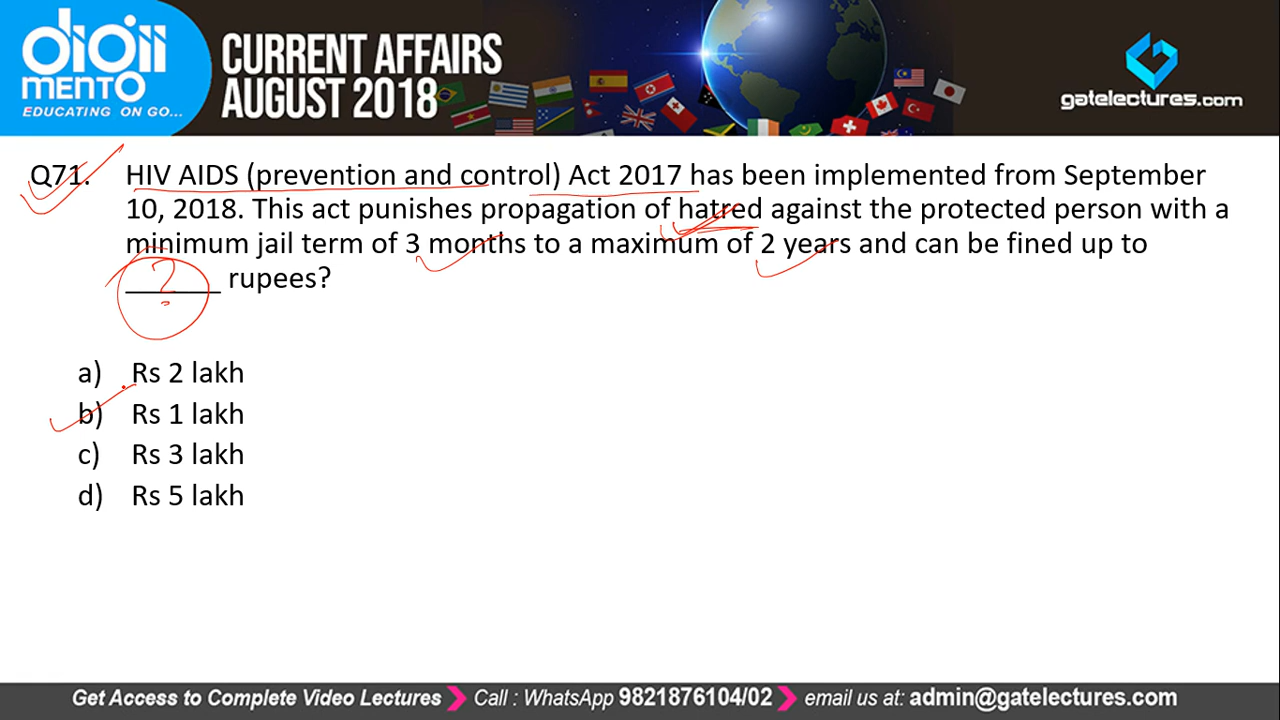 digii
MENTO
EDUCATING ON GO...
CURRENT AFFAIRS
AUGUST 2018
gatelectures.com
Q71. HIV AIDS (prevention and control) Act 2017 has been implemented from September
10, 2018. This act punishes propagation of hatred against the protected person with a
minimum jail term of 3 months to a maximum of 2 years and can be fined up to
______ rupees?
?
a) Rs 2 lakh
b) Rs 1 lakh
c) Rs 3 lakh
d) Rs 5 lakh
Get Access to Complete Video Lectures Call : WhatsApp 9821876104/02 email us at: admin@gatelectures.com